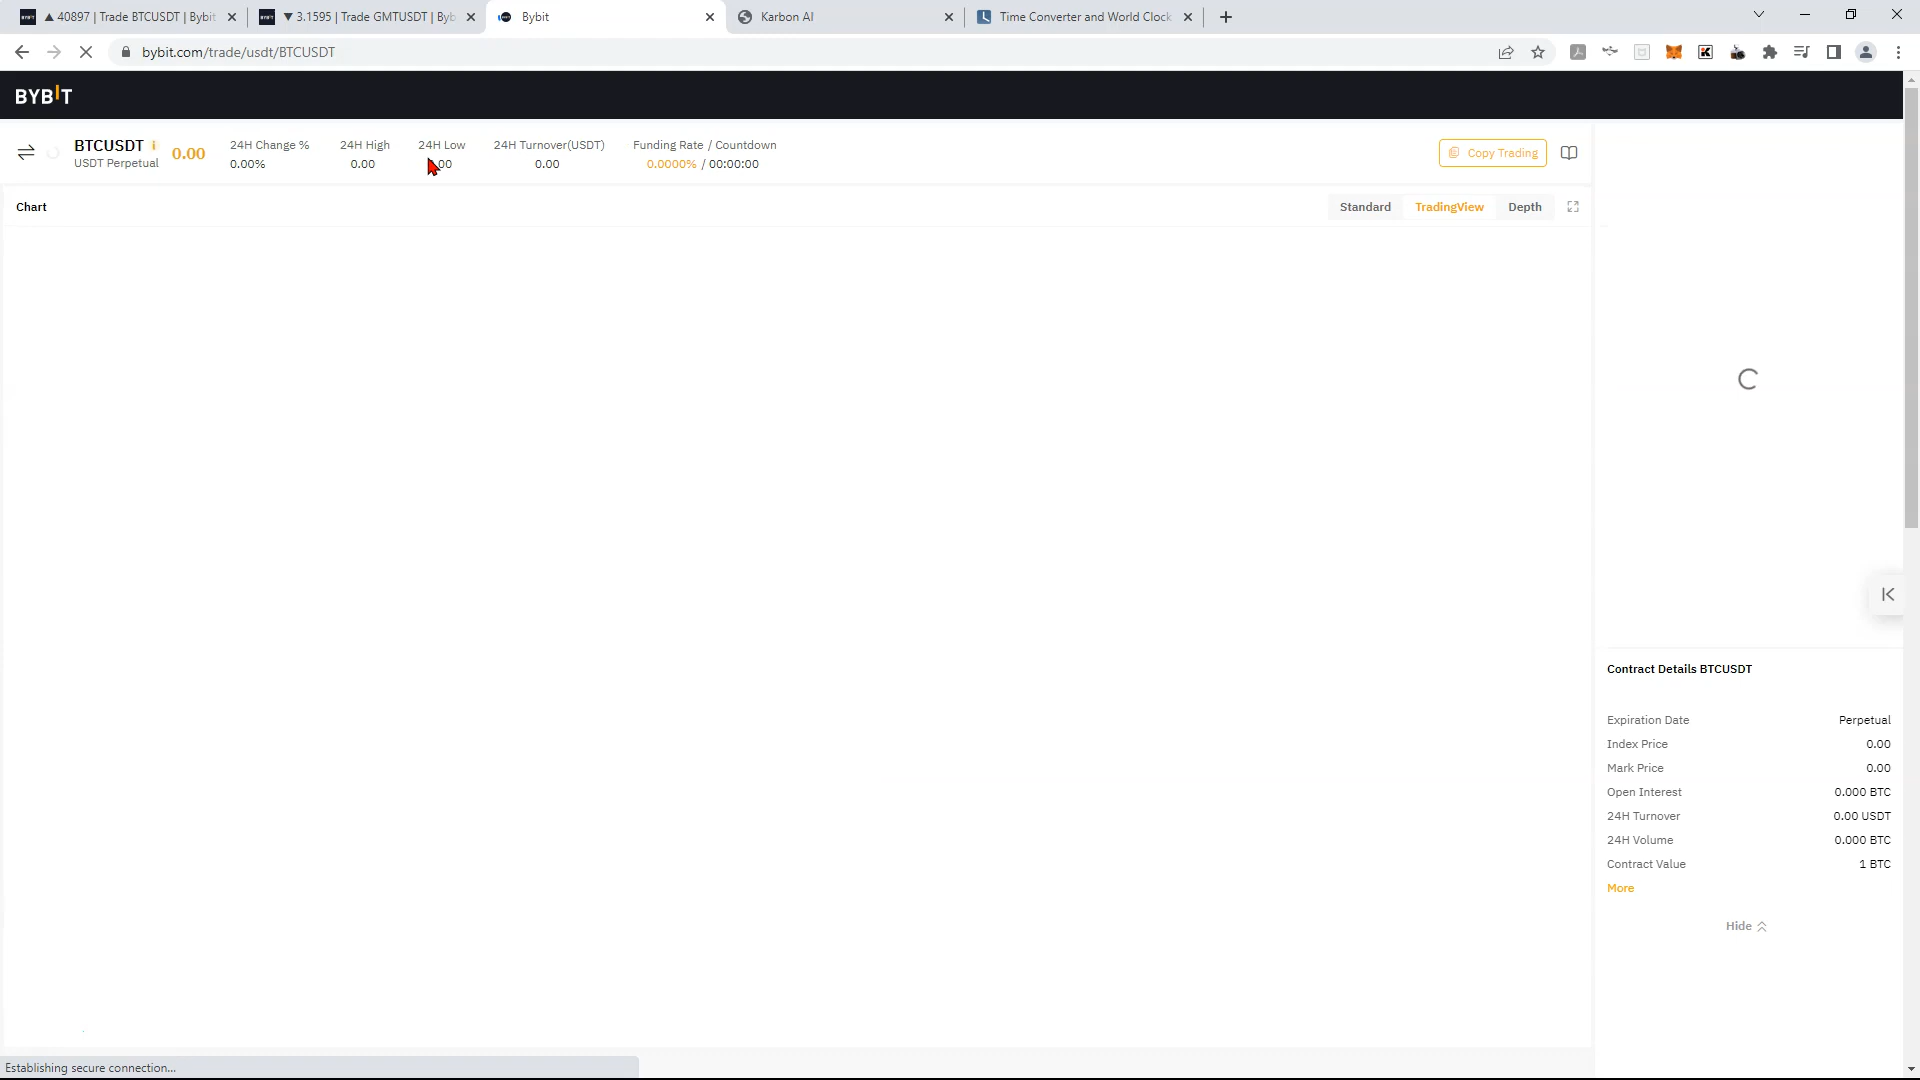 ▲ 40897 | Trade BTCUSDT | Bybit
▼ 3.1595 | Trade GMTUSDT | Byb
Bybit
Karbon AI
Time Converter and World Clock
bybit.com/trade/usdt/BTCUSDT
BYBIT
BTCUSDT i
USDT Perpetual
0.00
24H Change %
0.00%
24H High
0.00
24H Low
00
24H Turnover(USDT)
0.00
Funding Rate / Countdown
0.0000% / 00:00:00
Copy Trading
Chart
Standard
TradingView
Depth
Contract Details BTCUSDT
Expiration Date Perpetual
Index Price 0.00
Mark Price 0.00
Open Interest 0.000 BTC
24H Turnover 0.00 USDT
24H Volume 0.000 BTC
Contract Value 1 BTC
More
Hide
Establishing secure connection...